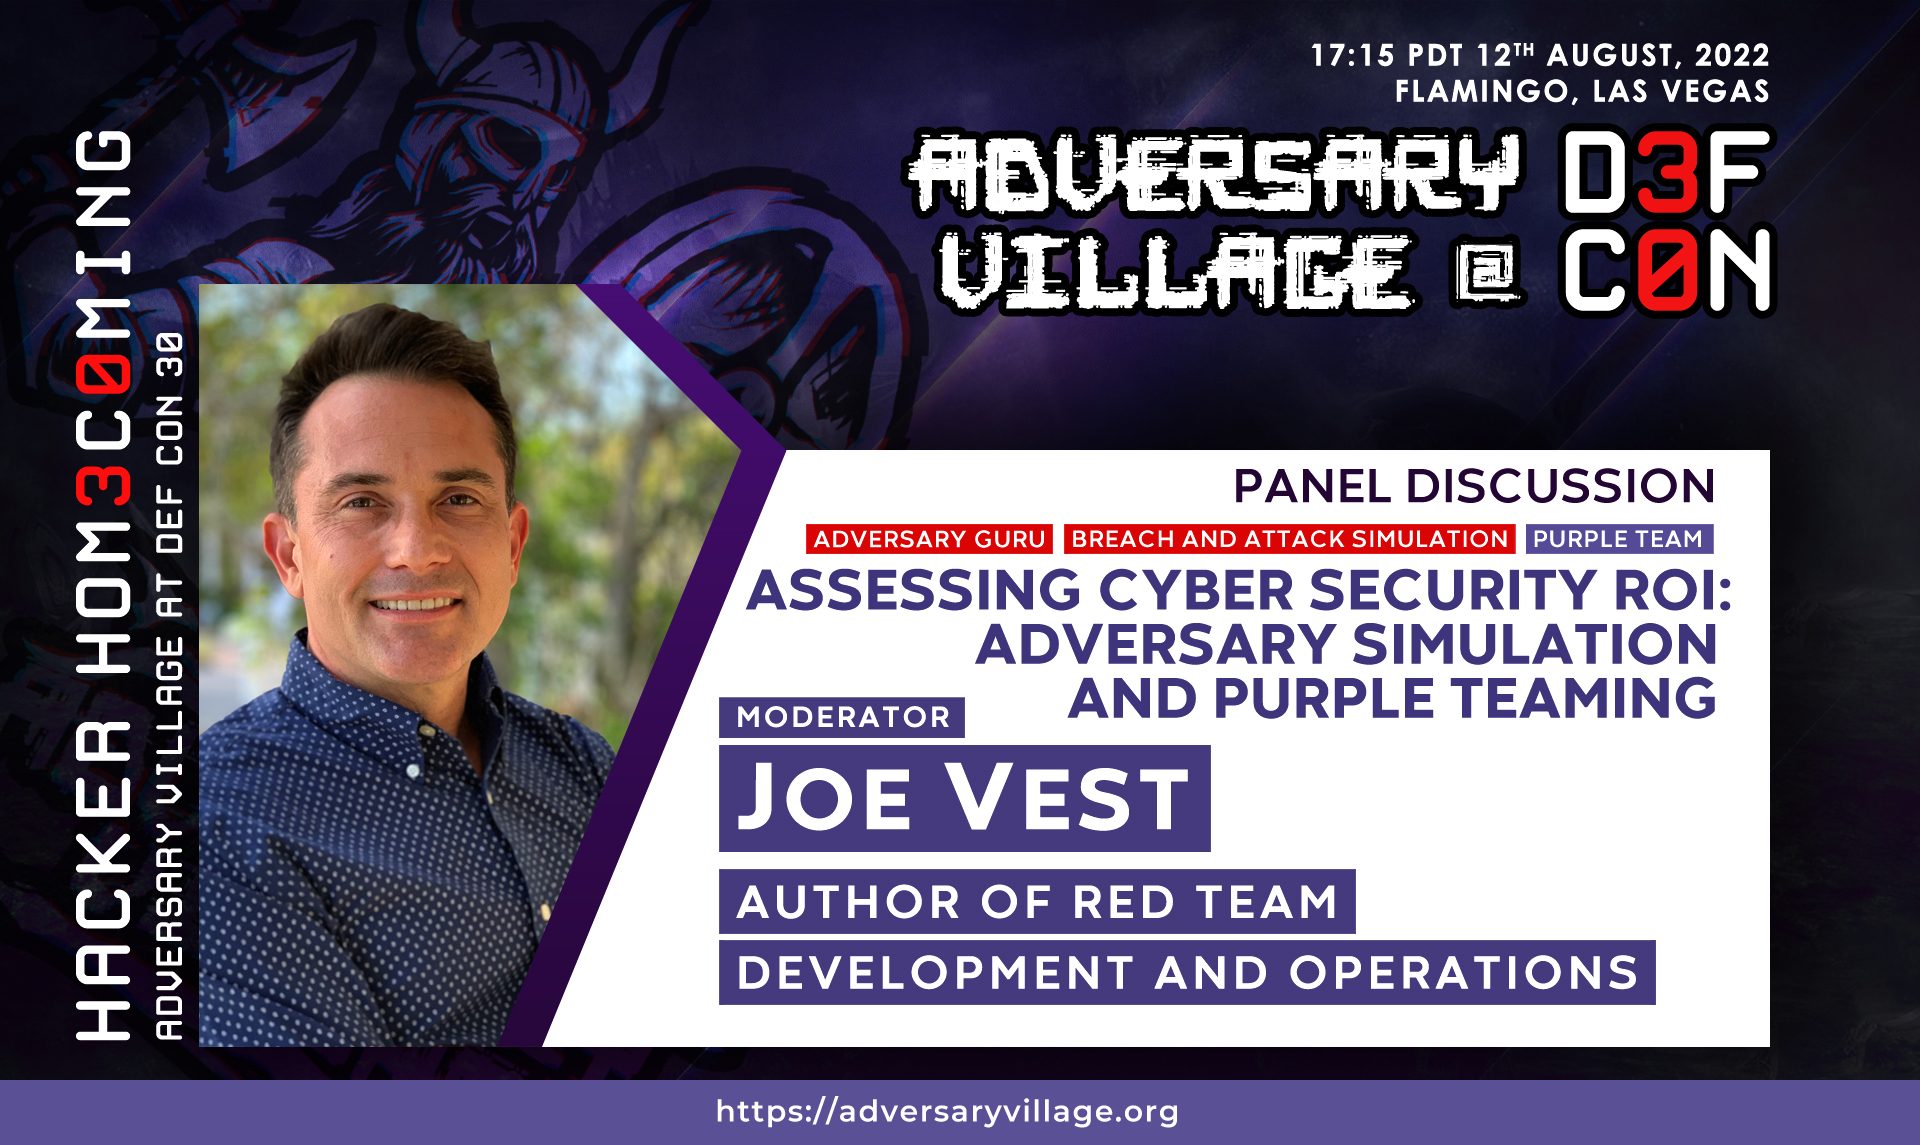 17:15 PDT 12TH AUGUST, 2022
FLAMINGO, LAS VEGAS
ADVERSARY D3F
VILLAGE @ C0N
HACKER HOM3C0MING
ADVERSARY VILLAGE AT DEF CON 30
PANEL DISCUSSION
ADVERSARY GURU BREACH AND ATTACK SIMULATION PURPLE TEAM
ASSESSING CYBER SECURITY ROI:
ADVERSARY SIMULATION
AND PURPLE TEAMING
MODERATOR
JOE VEST
AUTHOR OF RED TEAM
DEVELOPMENT AND OPERATIONS
https://adversaryvillage.org